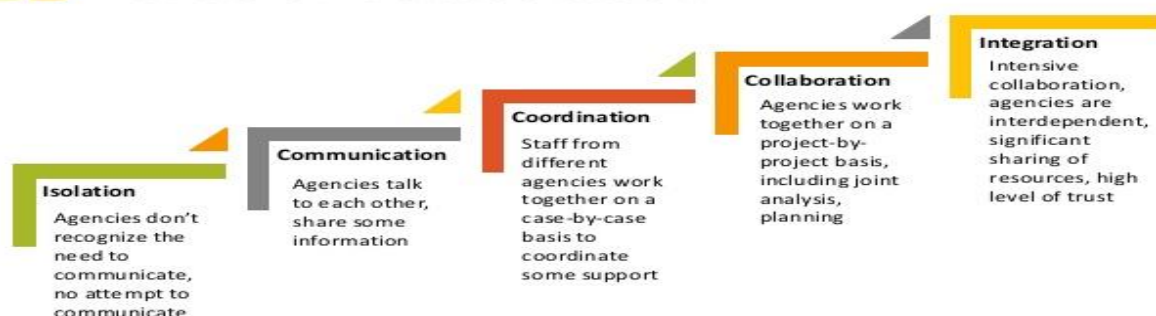 Isolation
Agencies don't
recognize the
need to
communicate,
no attempt to
communicate
Communication
Agencies talk
to each other,
share some
information
Coordination
Staff from
different
agencies work
together on a
case-by-case
basis to
coordinate
some support
Collaboration
Agencies work
together on a
project-by-
project basis,
including joint
analysis,
planning
Integration
Intensive
collaboration,
agencies are
interdependent,
significant
sharing of
resources, high
level of trust